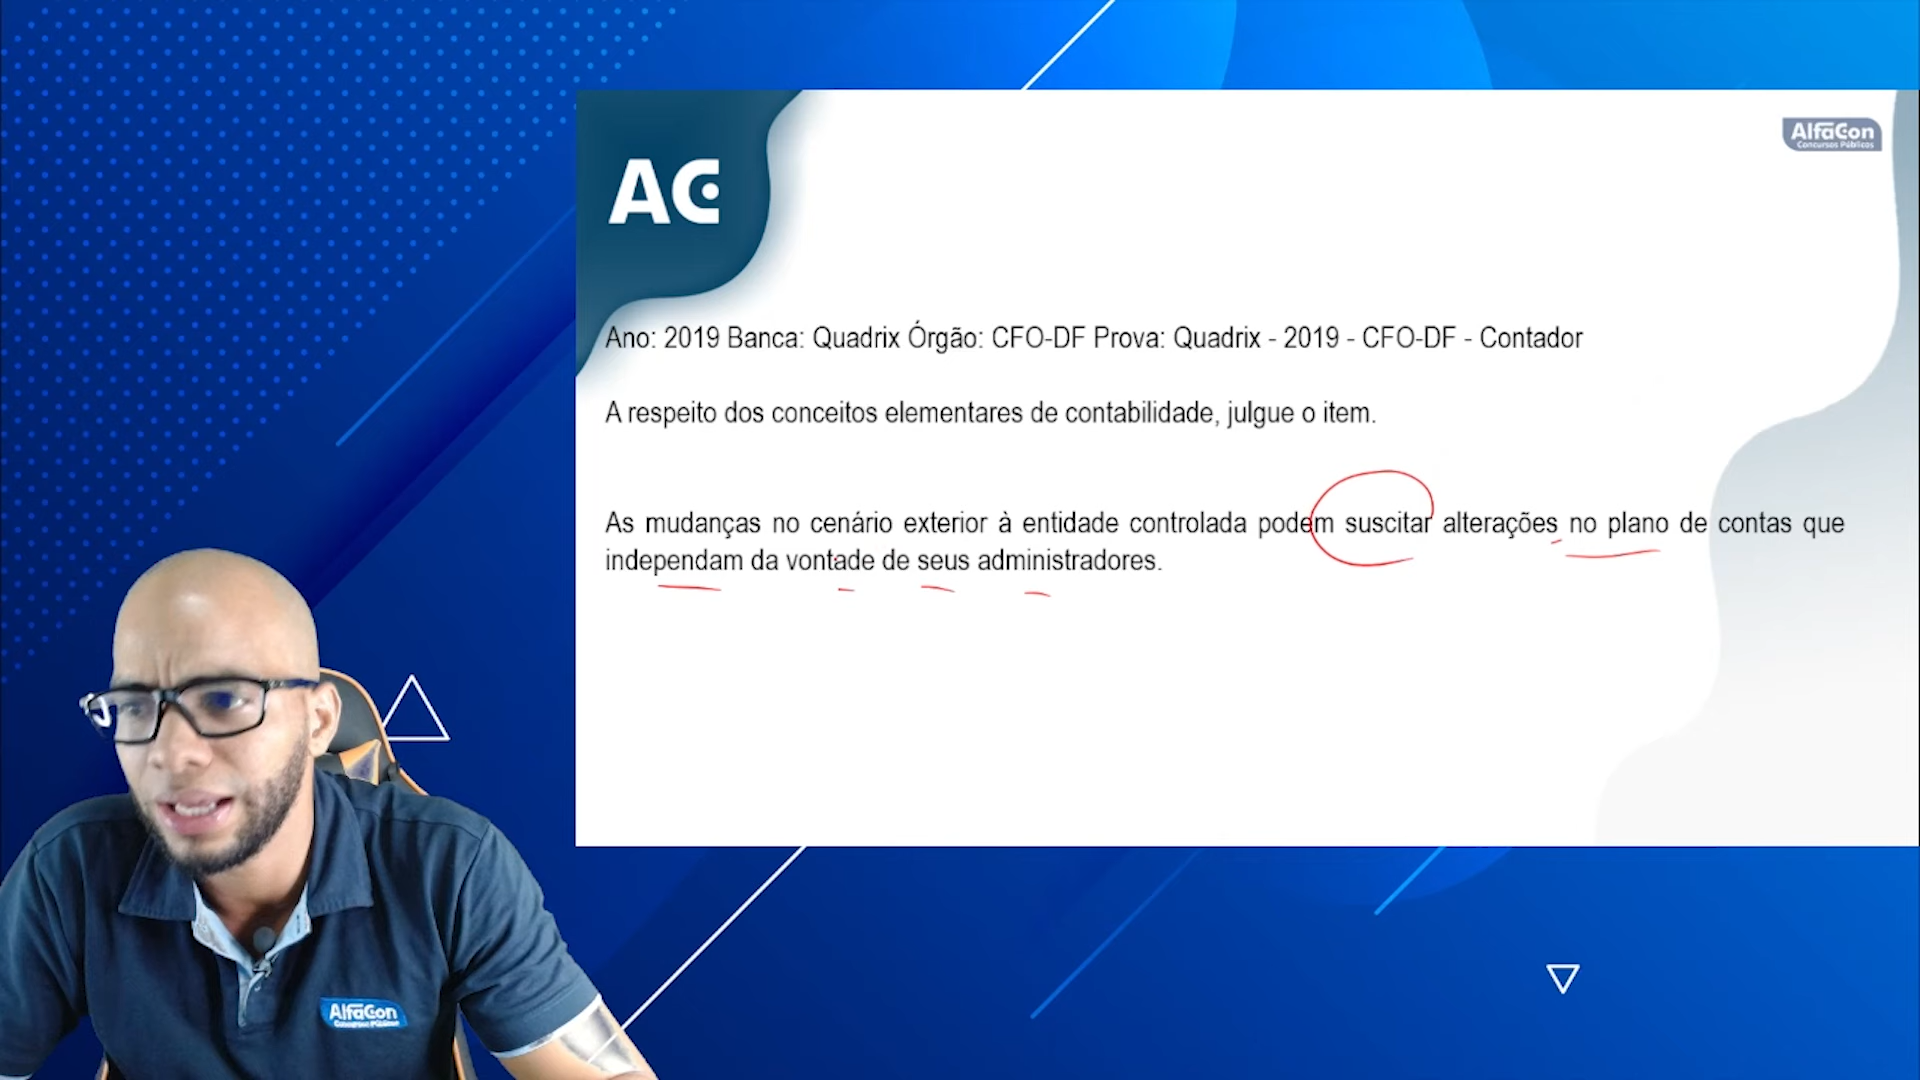 AlfaCon
Concursos Públicos
AC
Ano: 2019 Banca: Quadrix Órgão: CFO-DF Prova: Quadrix - 2019 - CFO-DF - Contador
A respeito dos conceitos elementares de contabilidade, julgue o item.
As mudanças no cenário exterior à entidade controlada podem suscitar alterações no plano de contas que
independam da vontade de seus administradores.
AlfaCon
Concursos Públicos